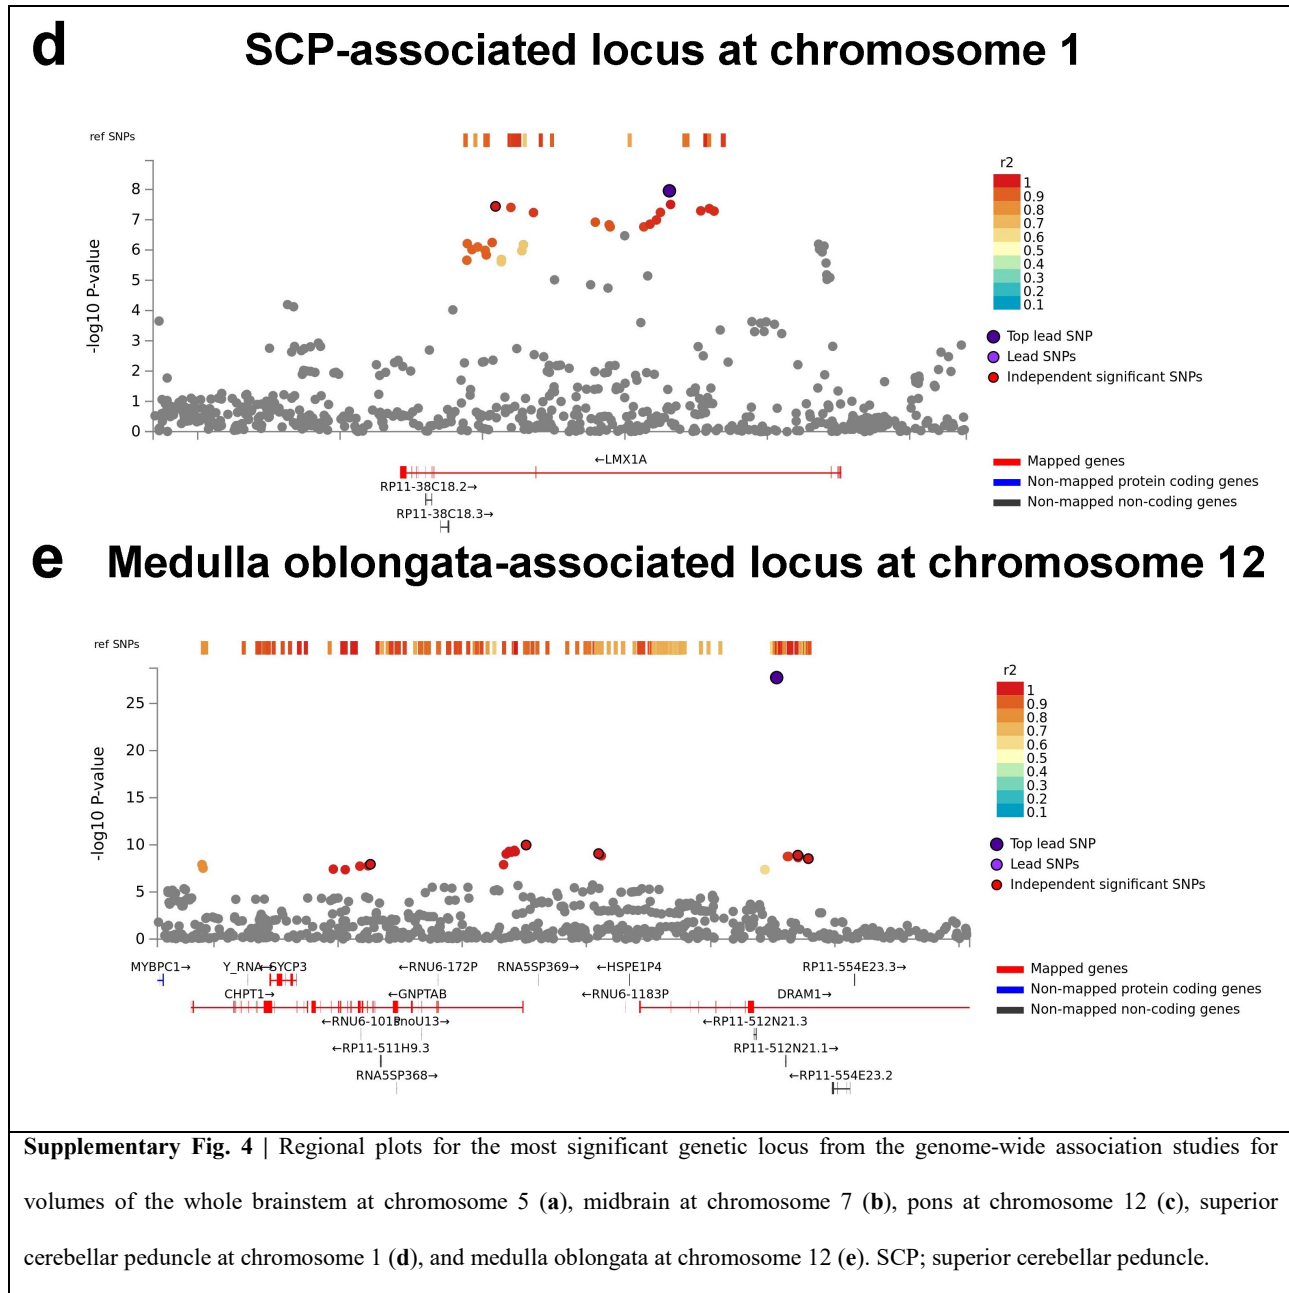 d SCP-associated locus at chromosome 1
ref SNPs
-log10 P-value
8
7
6
5
4
3
2
1
0
r2
1
0.9
0.8
0.7
0.6
0.5
0.4
0.3
0.2
0.1
Top lead SNP
Lead SNPs
Independent significant SNPs
←LMX1A
RP11-38C18.2→
RP11-38C18.3→
Mapped genes
Non-mapped protein coding genes
Non-mapped non-coding genes
e Medulla oblongata-associated locus at chromosome 12
ref SNPs
-log10 P-value
25
20
15
10
5
0
r2
1
0.9
0.8
0.7
0.6
0.5
0.4
0.3
0.2
0.1
Top lead SNP
Lead SNPs
Independent significant SNPs
MYBPC1→ Y_RNA→ ←SYCP3 ←RNU6-172P RNA5SP369→ ←HSPE1P4 RP11-554E23.3→
CHPT1→ ←GNPTAB ←RNU6-1183P DRAM1→
←RNU6-101P snoU13→ ←RP11-512N21.3
←RP11-511H9.3 RP11-512N21.1→
RNA5SP368→ ←RP11-554E23.2
Mapped genes
Non-mapped protein coding genes
Non-mapped non-coding genes
Supplementary Fig. 4 | Regional plots for the most significant genetic locus from the genome-wide association studies for
volumes of the whole brainstem at chromosome 5 (a), midbrain at chromosome 7 (b), pons at chromosome 12 (c), superior
cerebellar peduncle at chromosome 1 (d), and medulla oblongata at chromosome 12 (e). SCP; superior cerebellar peduncle.